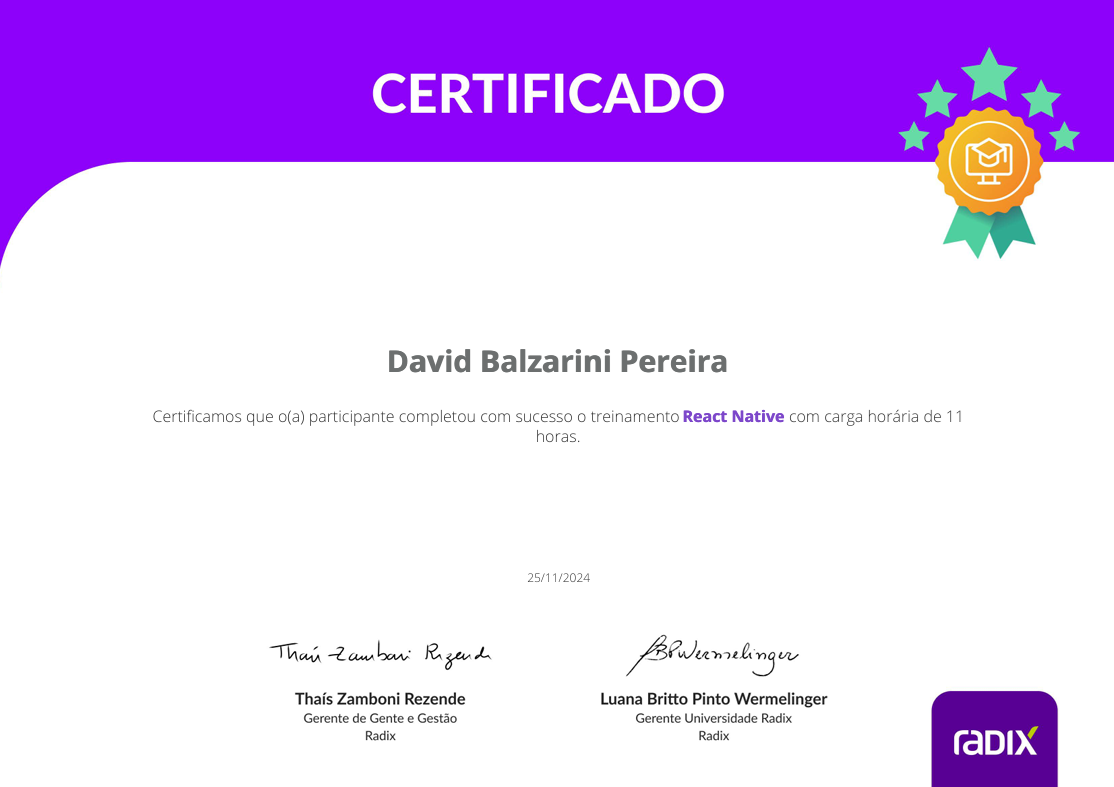 CERTIFICADO
David Balzarini Pereira
Certificamos que o(a) participante completou com sucesso o treinamento React Native com carga horária de 11
horas.
25/11/2024
Thaís Zamboni Rezende
BPWermelinger
Thaís Zamboni Rezende
Gerente de Gente e Gestão
Radix
Luana Britto Pinto Wermelinger
Gerente Universidade Radix
Radix
radix